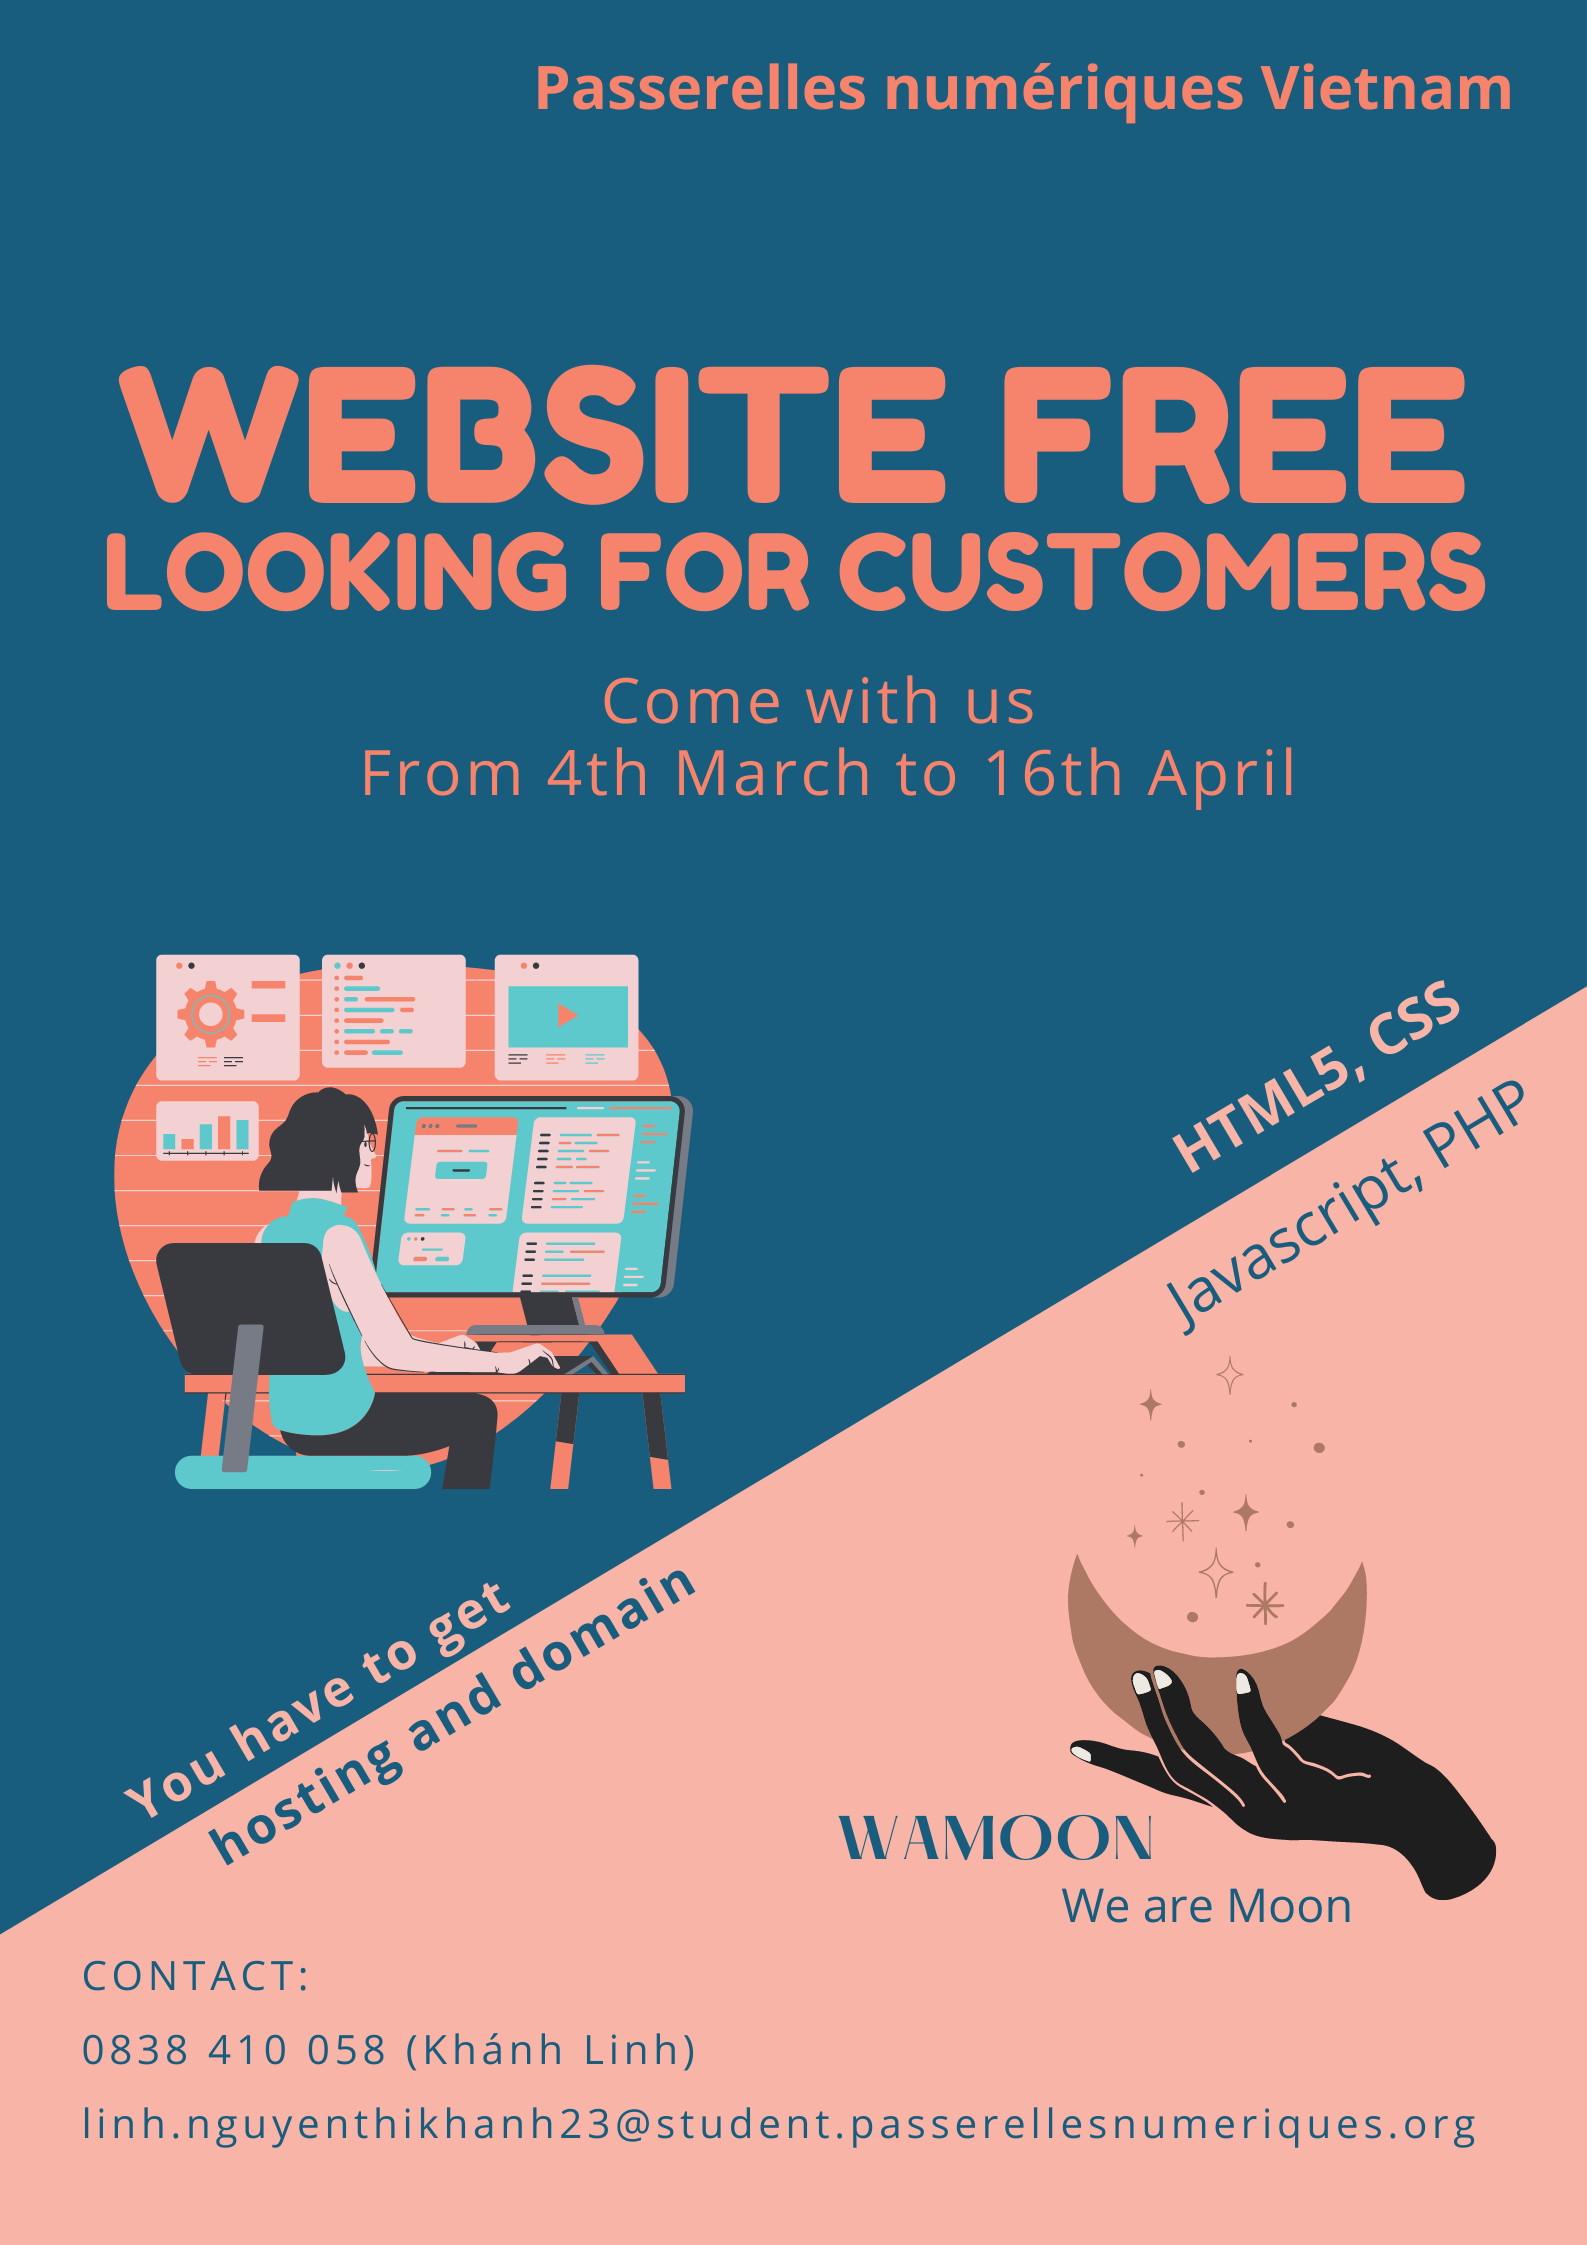 Passerelles numériques Vietnam
WEBSITE FREE
LOOKING FOR CUSTOMERS
Come with us
From 4th March to 16th April
HTML5, CSS
Javascript, PHP
You have to get
hosting and domain
WAMOON
We are Moon
CONTACT:
0838 410 058 (Khánh Linh)
linh.nguyenthikhanh23@student.passerellesnumeriques.org